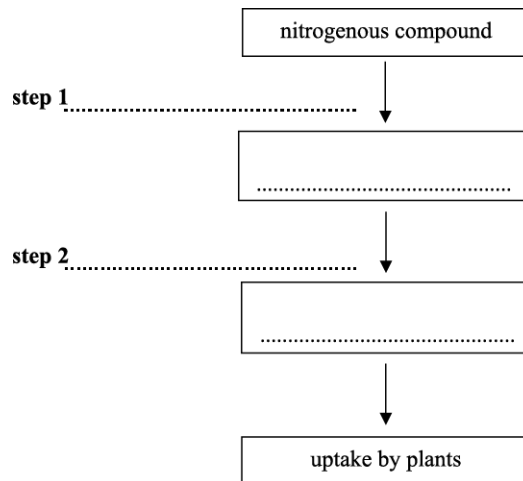 nitrogenous compound
step 1 ........................................................
.................................................
step 2 ........................................................
.................................................
uptake by plants